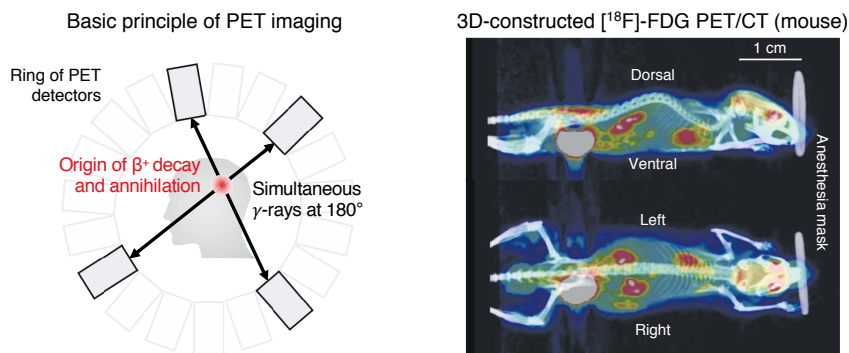 Basic principle of PET imaging
Ring of PET
detectors
Origin of β⁺ decay
and annihilation
Simultaneous
γ-rays at 180°
3D-constructed [¹⁸F]-FDG PET/CT (mouse)
1 cm
Dorsal
Ventral
Anesthesia mask
Left
Right